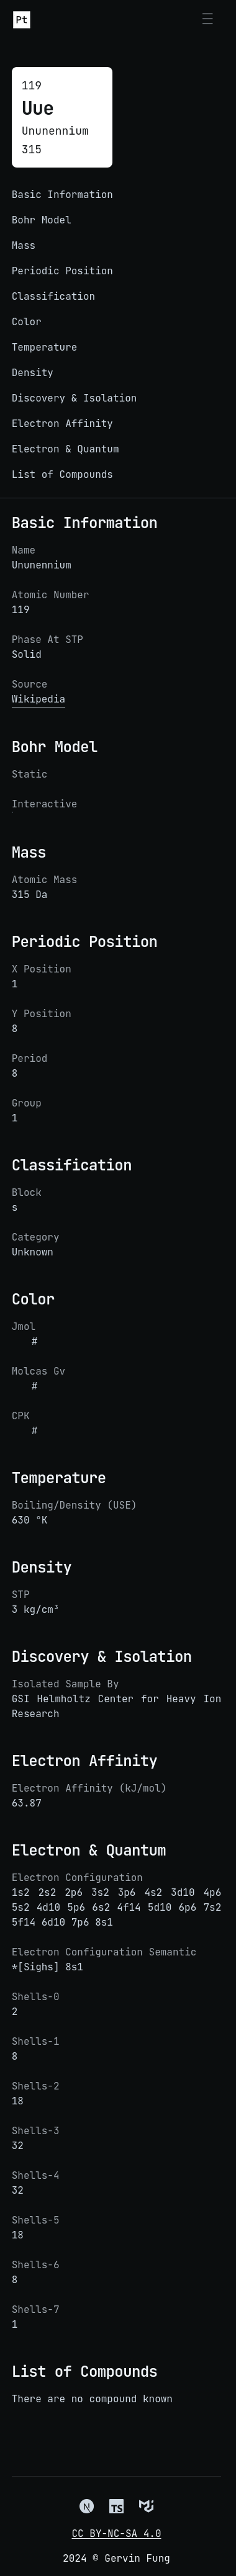 Pt
119
Uue
Ununennium
315
Basic Information
Bohr Model
Mass
Periodic Position
Classification
Color
Temperature
Density
Discovery & Isolation
Electron Affinity
Electron & Quantum
List of Compounds
Basic Information
Name
Ununennium
Atomic Number
119
Phase At STP
Solid
Source
Wikipedia
Bohr Model
Static
Interactive
Mass
Atomic Mass
315 Da
Periodic Position
X Position
1
Y Position
8
Period
8
Group
1
Classification
Block
s
Category
Unknown
Color
Jmol
#
Molcas Gv
#
CPK
#
Temperature
Boiling/Density (USE)
630 °K
Density
STP
3 kg/cm³
Discovery & Isolation
Isolated Sample By
GSI Helmholtz Center for Heavy Ion
Research
Electron Affinity
Electron Affinity (kJ/mol)
63.87
Electron & Quantum
Electron Configuration
1s2 2s2 2p6 3s2 3p6 4s2 3d10 4p6
5s2 4d10 5p6 6s2 4f14 5d10 6p6 7s2
5f14 6d10 7p6 8s1
Electron Configuration Semantic
*[Sighs] 8s1
Shells-0
2
Shells-1
8
Shells-2
18
Shells-3
32
Shells-4
32
Shells-5
18
Shells-6
8
Shells-7
1
List of Compounds
There are no compound known
N TS
CC BY-NC-SA 4.0
2024 © Gervin Fung